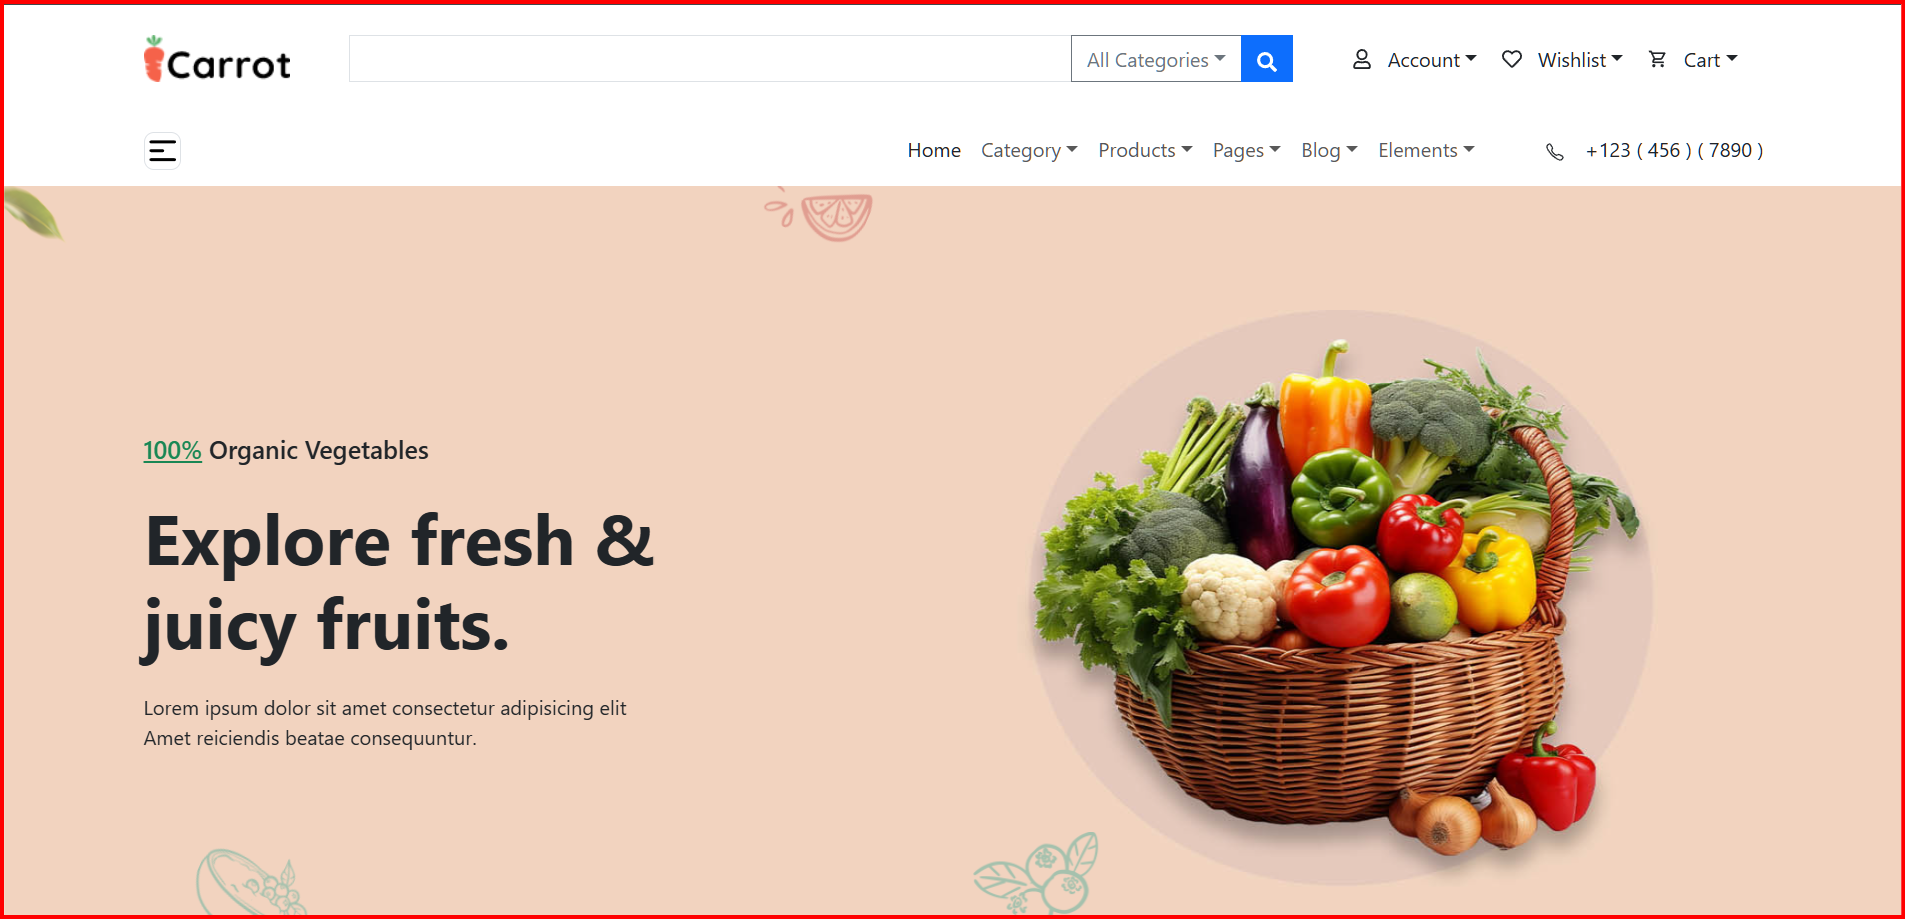 Carrot
All Categories
Account
Wishlist
Cart
Home
Category
Products
Pages
Blog
Elements
+123 ( 456 ) ( 7890 )
100% Organic Vegetables
Explore fresh &
juicy fruits.
Lorem ipsum dolor sit amet consectetur adipisicing elit
Amet reiciendis beatae consequuntur.